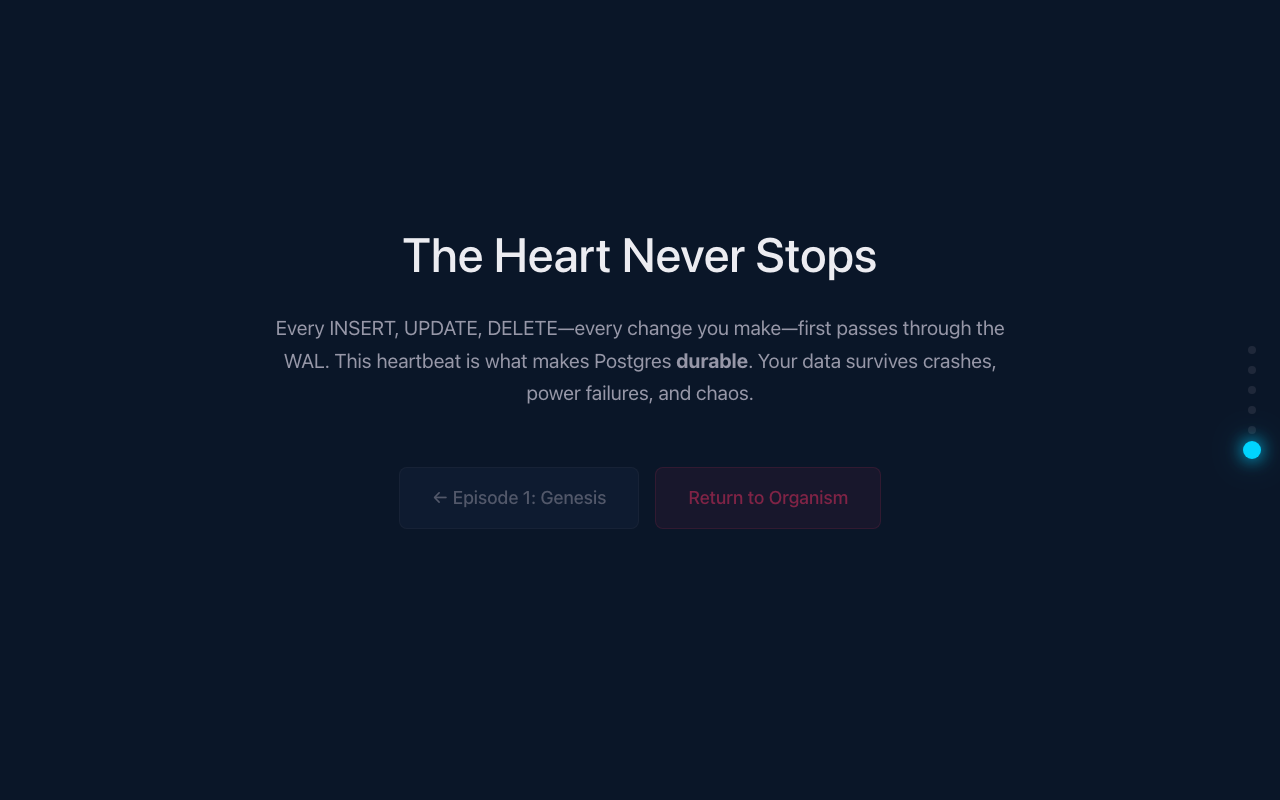 The Heart Never Stops
Every INSERT, UPDATE, DELETE—every change you make—first passes through the
WAL. This heartbeat is what makes Postgres durable. Your data survives crashes,
power failures, and chaos.
← Episode 1: Genesis
Return to Organism